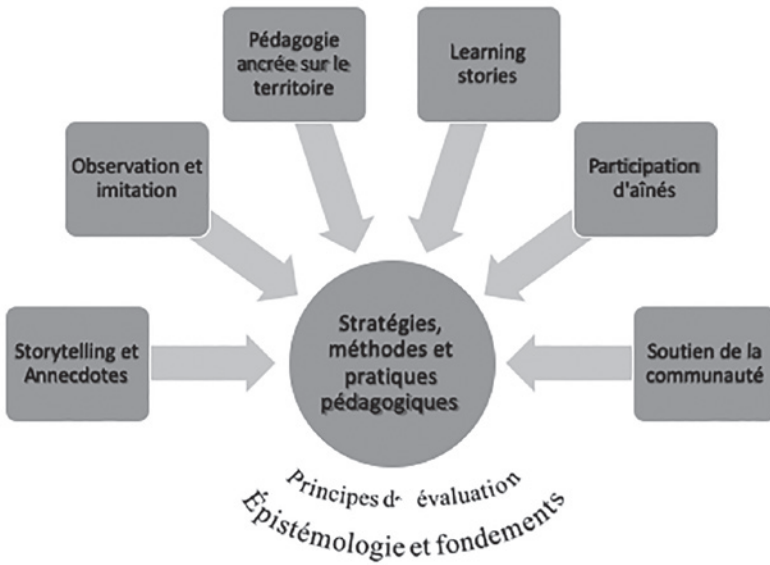 Pédagogie
ancrée sur le
territoire
Learning
stories
Observation et
imitation
Participation
d'aînés
Storytelling et
Annecdotes
Stratégies,
méthodes et
pratiques
pédagogiques
Soutien de la
communauté
Principes d' évaluation
Épistémologie et fondements